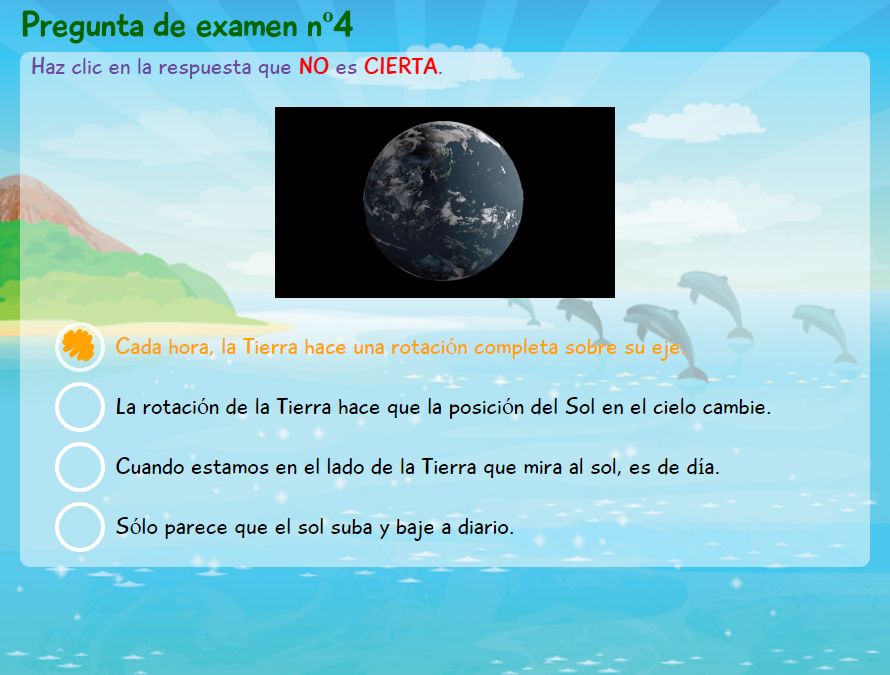 Pregunta de examen nº4
Haz clic en la respuesta que NO es CIERTA.
Cada hora, la Tierra hace una rotación completa sobre su eje.
La rotación de la Tierra hace que la posición del Sol en el cielo cambie.
Cuando estamos en el lado de la Tierra que mira al sol, es de día.
Sólo parece que el sol suba y baje a diario.